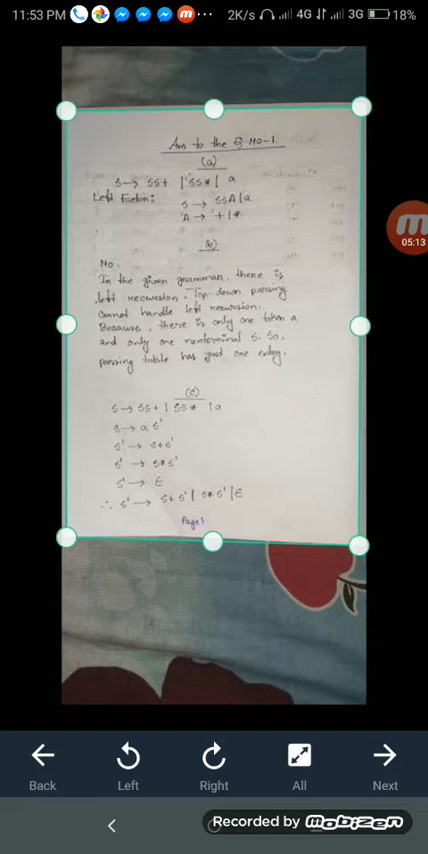 11:53 PM
2K/s
4G
3G
18%
Ans to the Q NO-1
(a)
S → SS+ | SS* | a
Left Factor:
S → SSA | a
A → + | *
(b)
No.
In the given grammar, there is
left recursion. Top-down parsing
cannot handle left recursion.
Because, there is only one token a
and only one nonterminal S. So,
parsing table has just one entry.
(c)
S → SS+ | SS* | a
S → a S'
S' → S+S'
S' → S*S'
S' → ϵ
∴ S' → S+ S' | S* S' | ϵ
Page 1
05:13
Back
Left
Right
All
Next
Recorded by mobizen